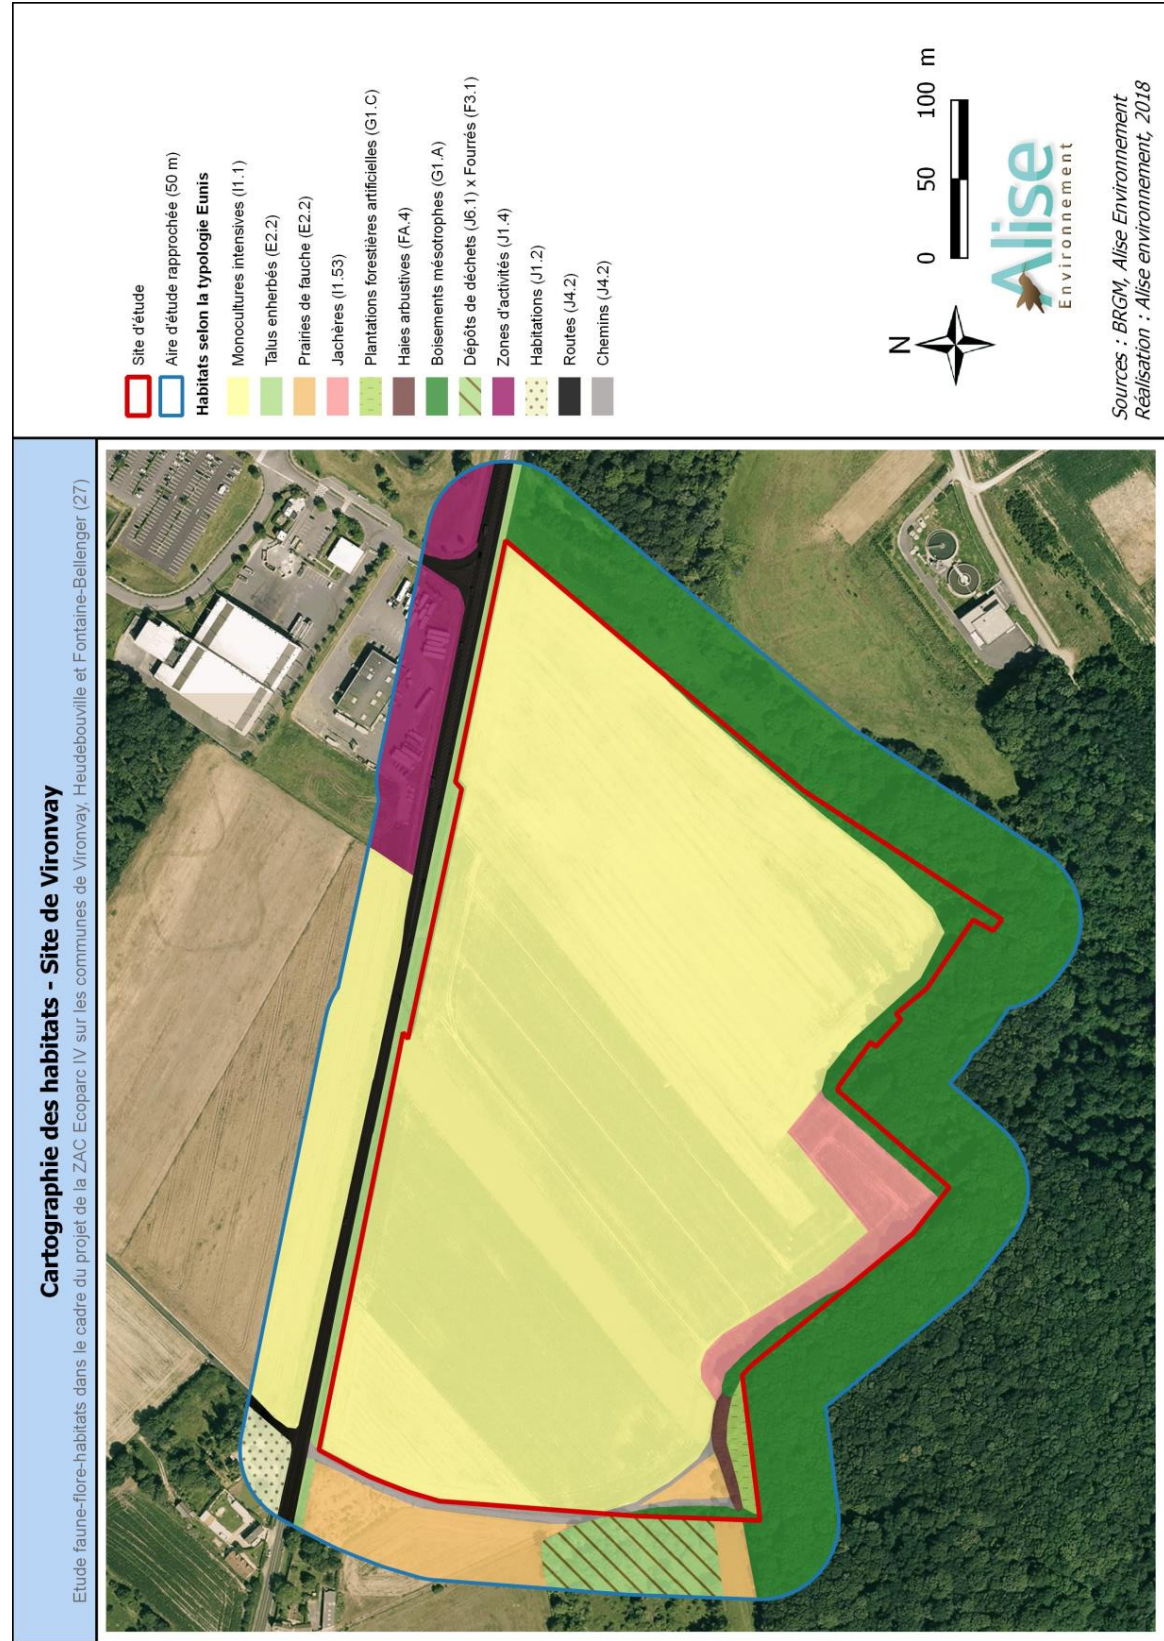 Cartographie des habitats - Site de Vironvay
Etude faune-flore-habitats dans le cadre du projet de la ZAC Ecoparc IV sur les communes de Vironvay, Heudebouville et Fontaine-Bellenger (27)
Site d'étude
Aire d'étude rapprochée (50 m)
Habitats selon la typologie Eunis
Monocultures intensives (I1.1)
Talus enherbés (E2.2)
Prairies de fauche (E2.2)
Jachères (I1.53)
Plantations forestières artificielles (G1.C)
Haies arbustives (FA.4)
Boisements mésotrophes (G1.A)
Dépôts de déchets (J6.1) x Fourrés (F3.1)
Zones d'activités (J1.4)
Habitations (J1.2)
Routes (J4.2)
Chemins (J4.2)
N
0 50 100 m
Alise
Environnement
Sources : BRGM, Alise Environnement
Réalisation : Alise environnement, 2018